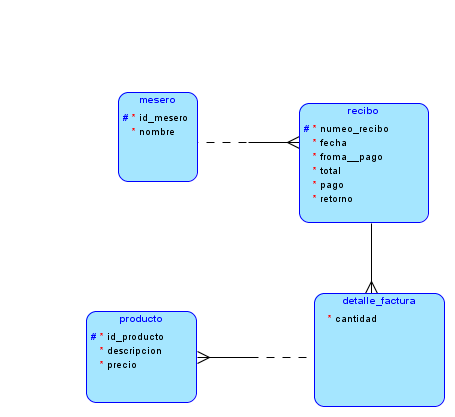 mesero
# * id_mesero
* nombre
recibo
# * numeo_recibo
* fecha
* froma__pago
* total
* pago
* retorno
detalle_factura
* cantidad
producto
# * id_producto
* descripcion
* precio